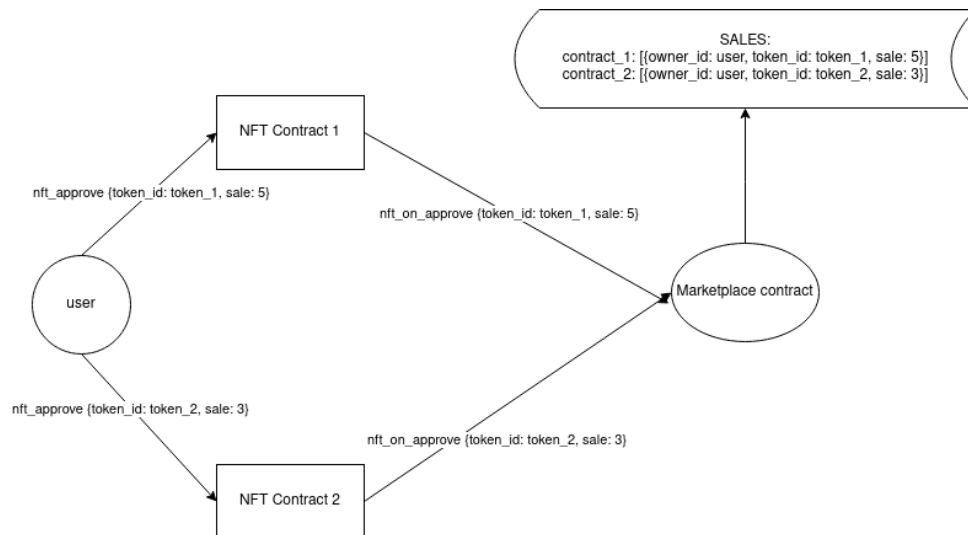 SALES:
contract_1: [{owner_id: user, token_id: token_1, sale: 5}]
contract_2: [{owner_id: user, token_id: token_2, sale: 3}]
NFT Contract 1
nft_approve {token_id: token_1, sale: 5}
nft_on_approve {token_id: token_1, sale: 5}
user
Marketplace contract
nft_approve {token_id: token_2, sale: 3}
nft_on_approve {token_id: token_2, sale: 3}
NFT Contract 2